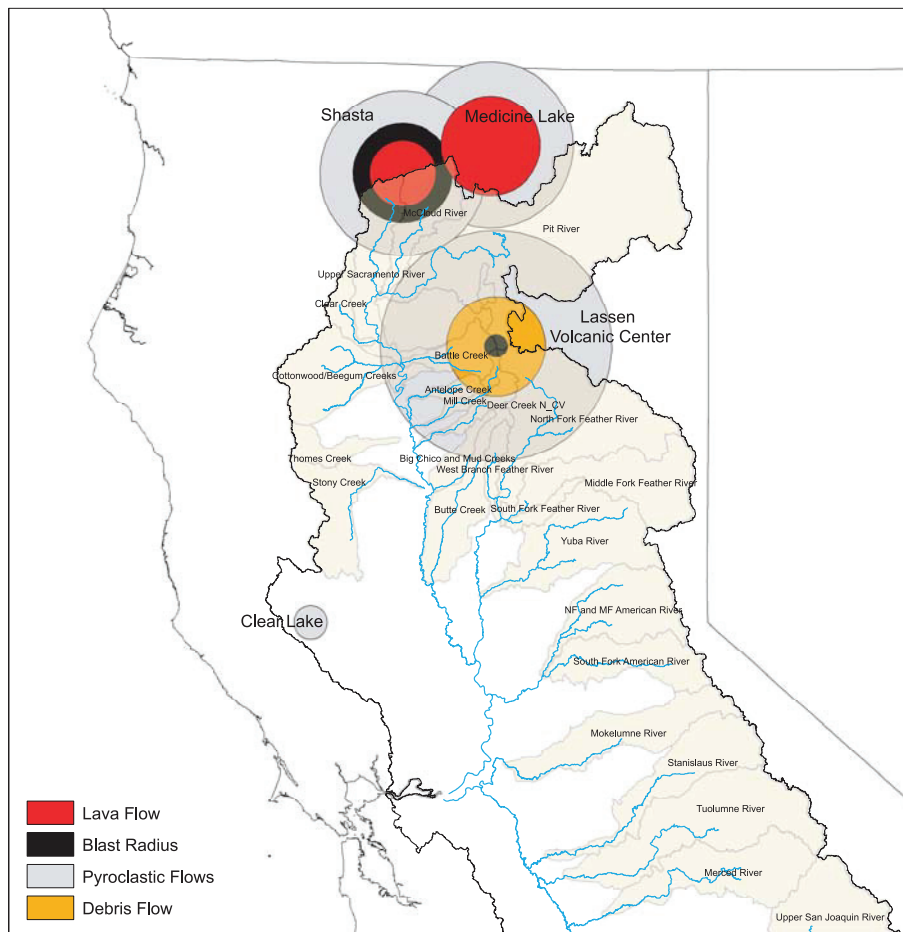 Shasta
Medicine Lake
McCloud River
Pit River
Upper Sacramento River
Clear Creek
Lassen
Volcanic Center
Battle Creek
Cottonwood/Beegum Creeks
Antelope Creek
Mill Creek
Deer Creek N_CV
North Fork Feather River
Thomes Creek
Big Chico and Mud Creeks
West Branch Feather River
Stony Creek
Middle Fork Feather River
Butte Creek
South Fork Feather River
Yuba River
NF and MF American River
Clear Lake
South Fork American River
Mokelumne River
Stanislaus River
Tuolumne River
Merced River
Upper San Joaquin River
Lava Flow
Blast Radius
Pyroclastic Flows
Debris Flow